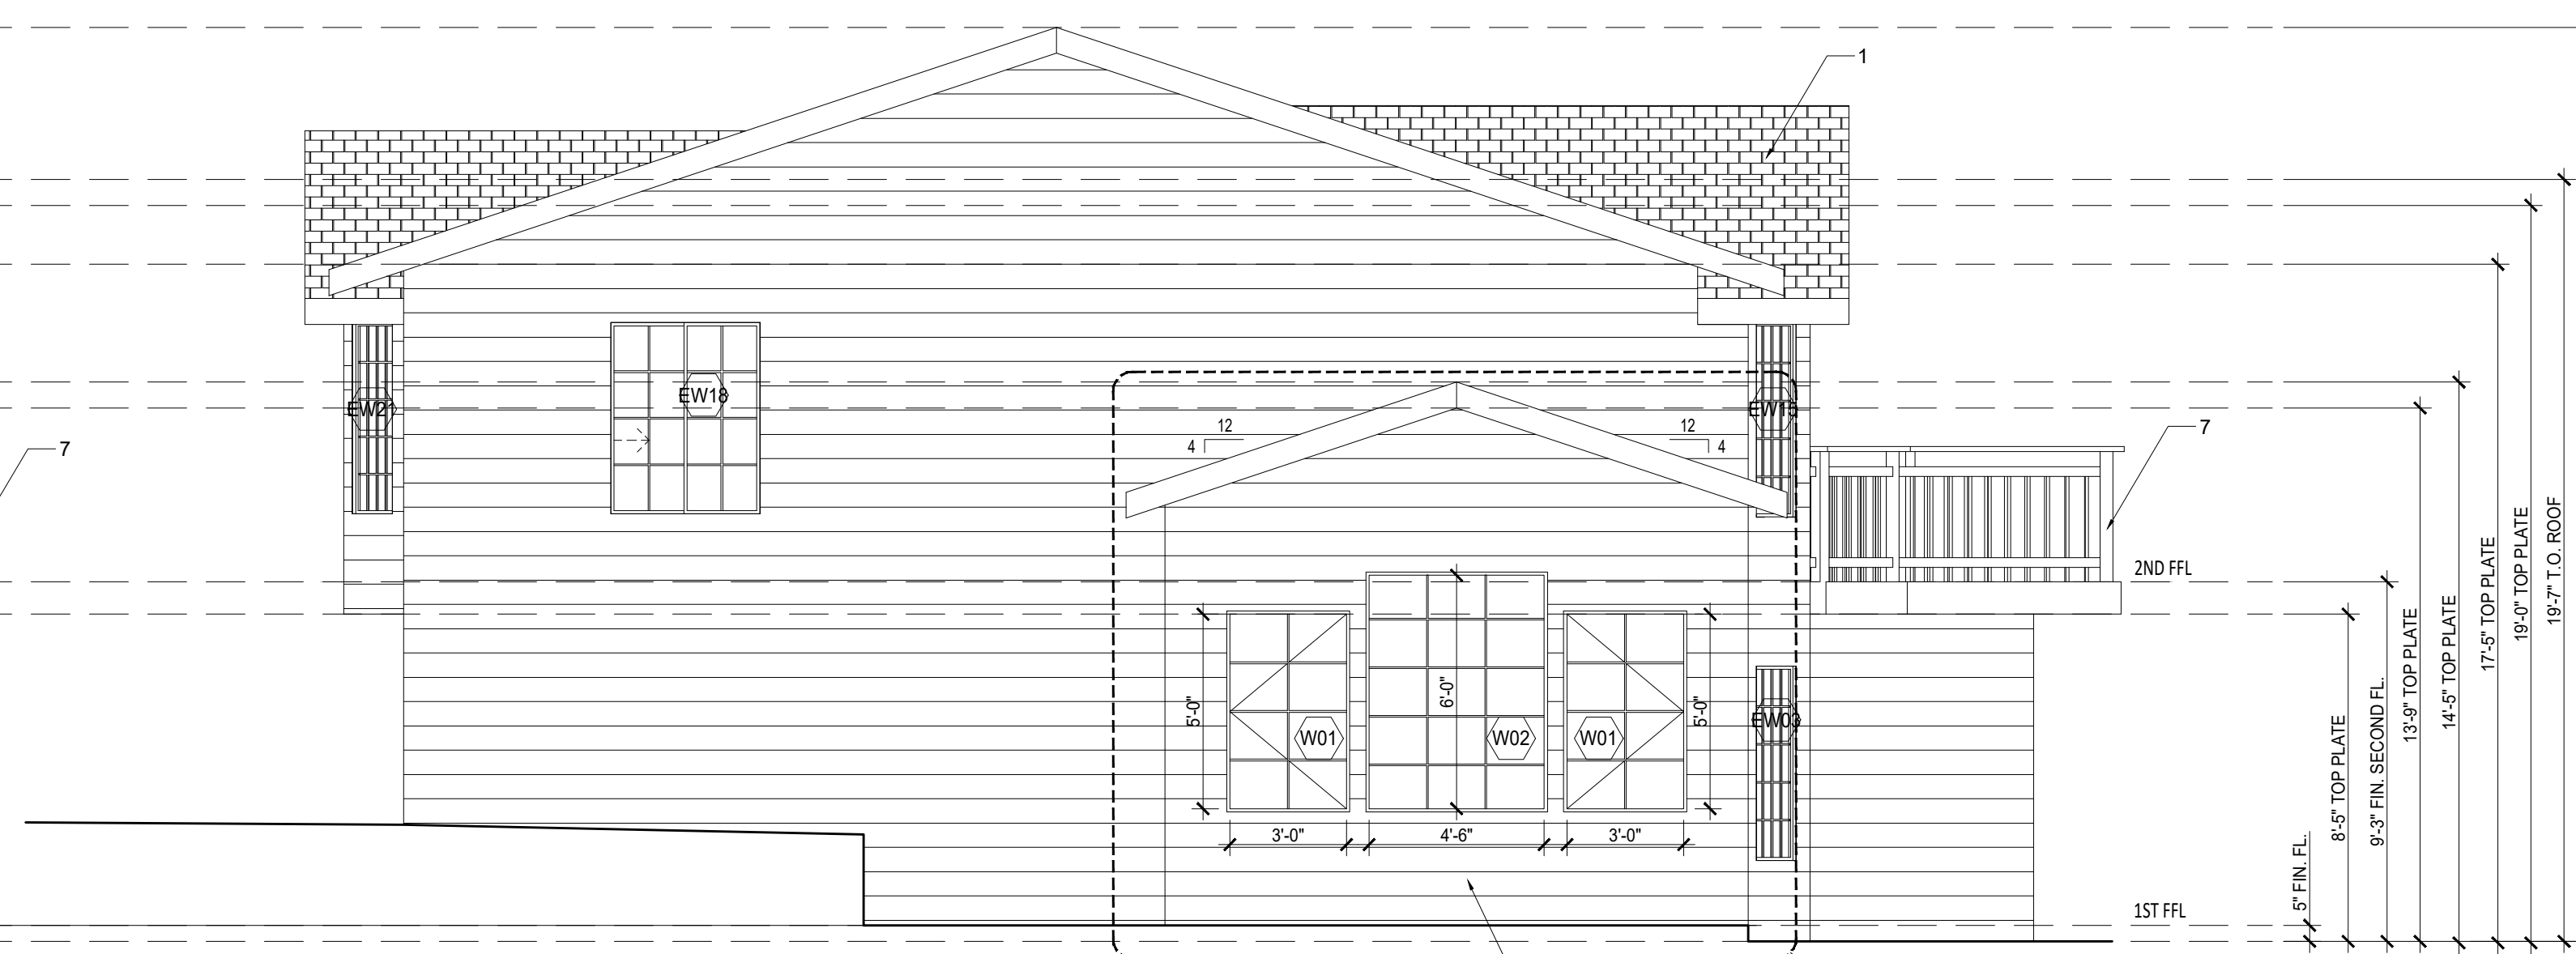 1
7
EW21
EW18
EW15
12
4
12
4
7
2ND FFL
5'-0"
6'-0"
5'-0"
W01
W02
W01
EW03
3'-0"
4'-6"
3'-0"
1ST FFL
5" FIN. FL.
8'-5" TOP PLATE
9'-3" FIN. SECOND FL.
13'-9" TOP PLATE
14'-5" TOP PLATE
17'-5" TOP PLATE
19'-0" TOP PLATE
19'-7" T.O. ROOF